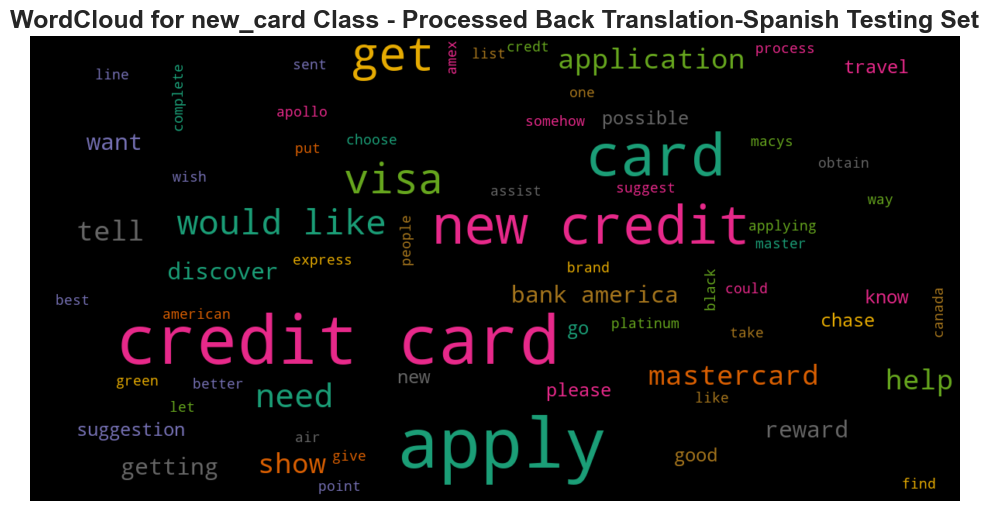 WordCloud for new_card Class - Processed Back Translation-Spanish Testing Set
get
amex
list
credt
application
process
travel
line
complete
sent
one
apollo
somehow
possible
want
put
choose
card
macys
obtain
wish
visa
assist
suggest
way
tell
would like
people
new credit
applying
master
discover
express
brand
best
american
bank america
black
could
know
canada
credit card
go
platinum
take
chase
green
better
new
need
please
mastercard
like
help
let
suggestion
air
apply
reward
getting
show
give
good
point
find